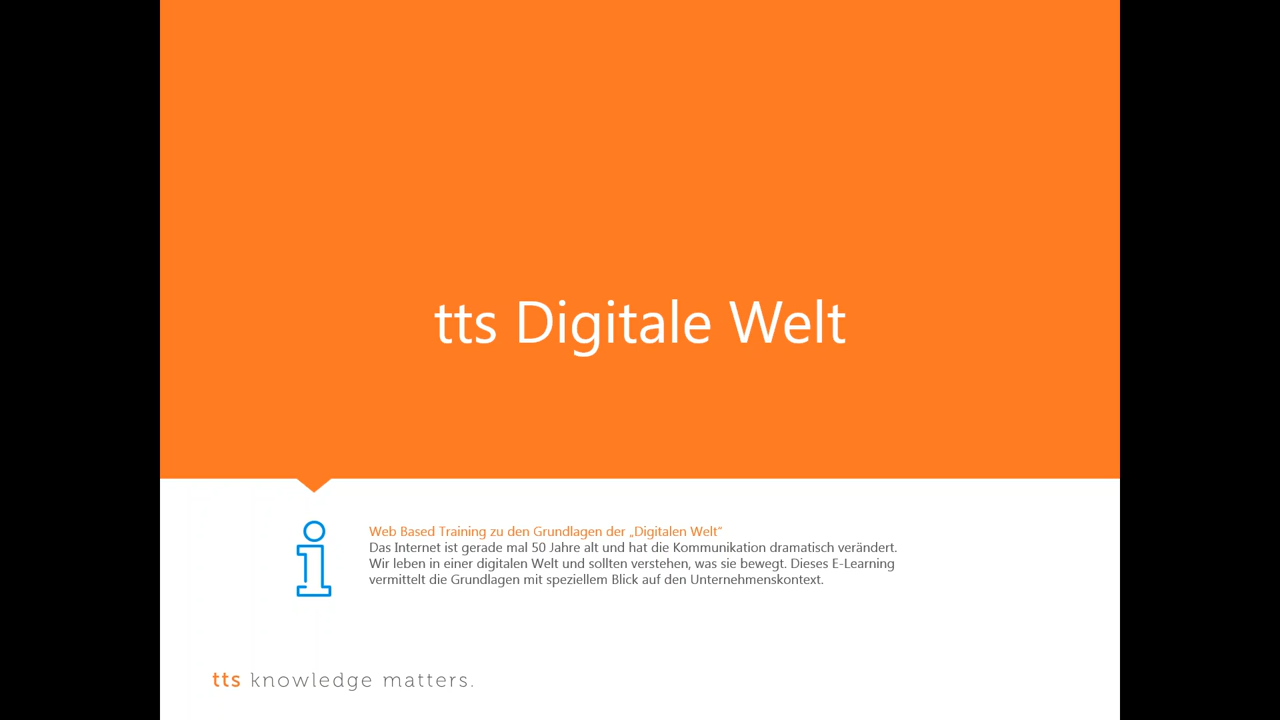 tts Digitale Welt
Web Based Training zu den Grundlagen der „Digitalen Welt“
Das Internet ist gerade mal 50 Jahre alt und hat die Kommunikation dramatisch verändert.
Wir leben in einer digitalen Welt und sollten verstehen, was sie bewegt. Dieses E-Learning
vermittelt die Grundlagen mit speziellem Blick auf den Unternehmenskontext.
tts knowledge matters.